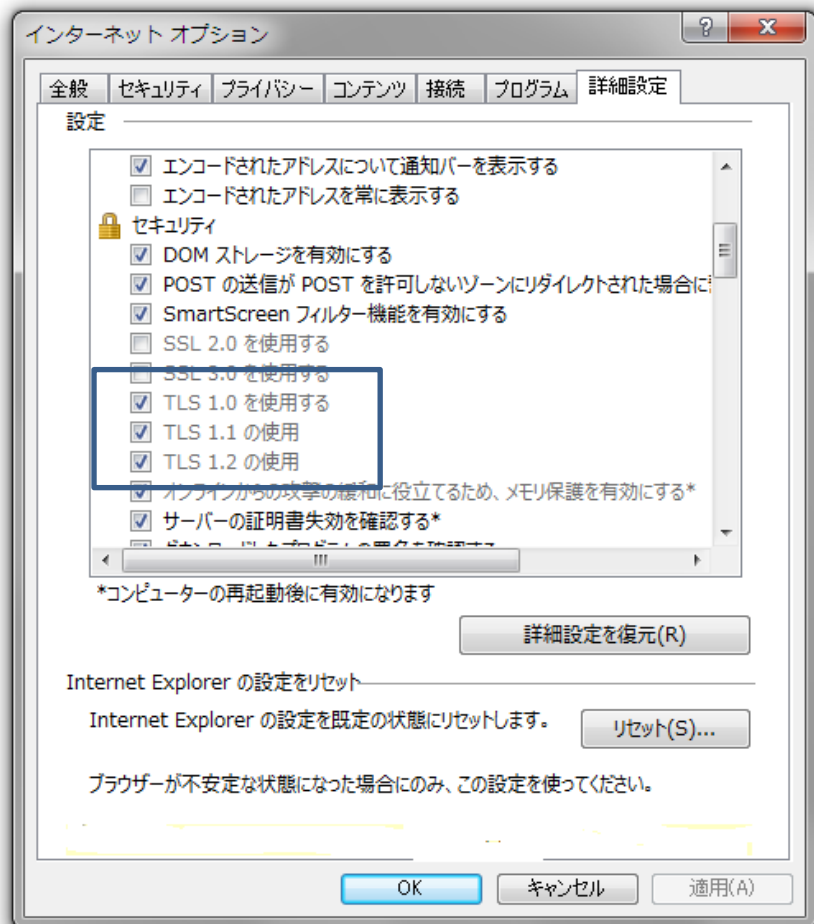 インターネット オプション
全般 セキュリティ プライバシー コンテンツ 接続 プログラム 詳細設定
設定
エンコードされたアドレスについて通知バーを表示する
エンコードされたアドレスを常に表示する
セキュリティ
DOM ストレージを有効にする
POST の送信が POST を許可しないゾーンにリダイレクトされた場合に
SmartScreen フィルター機能を有効にする
SSL 2.0 を使用する
SSL 3.0 を使用する
TLS 1.0 を使用する
TLS 1.1 の使用
TLS 1.2 の使用
オンラインからの攻撃の緩和に役立てるため、メモリ保護を有効にする*
サーバーの証明書失効を確認する*
*コンピューターの再起動後に有効になります
詳細設定を復元(R)
Internet Explorer の設定をリセット
Internet Explorer の設定を既定の状態にリセットします。
リセット(S)...
ブラウザーが不安定な状態になった場合にのみ、この設定を使ってください。
OK キャンセル 適用(A)